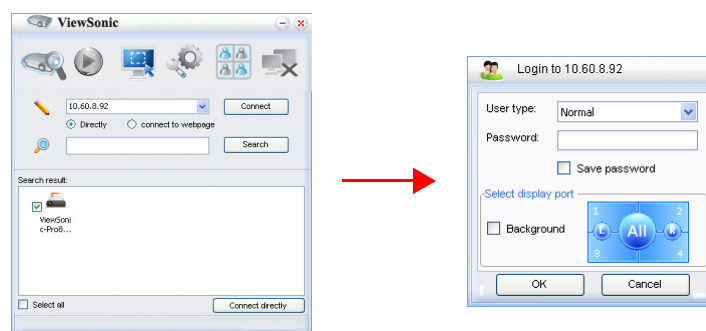 ViewSonic
10.60.8.92
Connect
Directly
connect to webpage
Search
Search result:
ViewSoni
c-Pro8...
Select all
Connect directly
Login to 10.60.8.92
User type:
Normal
Password:
Save password
Select display port
Background
1
2
L
All
R
3
4
OK
Cancel